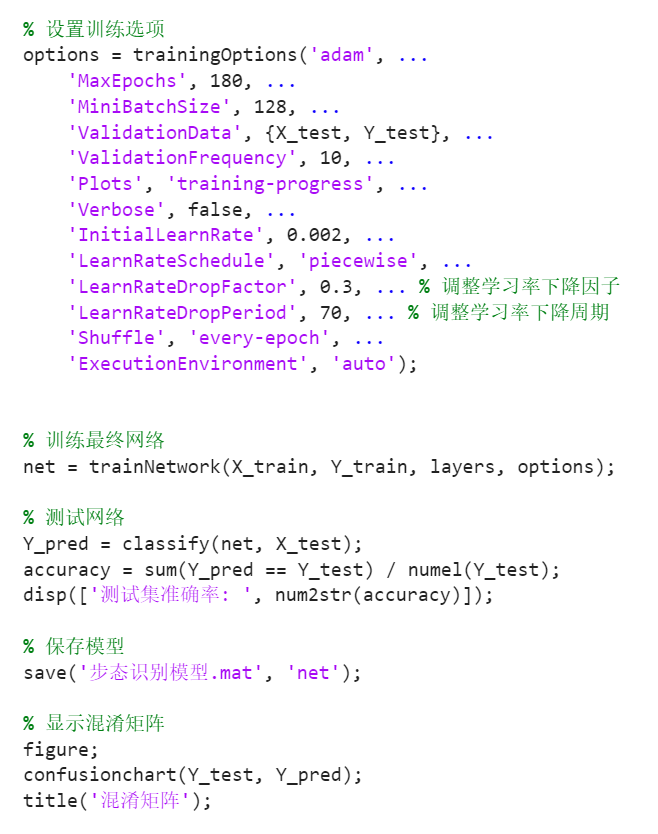 % 设置训练选项
options = trainingOptions('adam', ...
    'MaxEpochs', 180, ...
    'MiniBatchSize', 128, ...
    'ValidationData', {X_test, Y_test}, ...
    'ValidationFrequency', 10, ...
    'Plots', 'training-progress', ...
    'Verbose', false, ...
    'InitialLearnRate', 0.002, ...
    'LearnRateSchedule', 'piecewise', ...
    'LearnRateDropFactor', 0.3, ... % 调整学习率下降因子
    'LearnRateDropPeriod', 70, ... % 调整学习率下降周期
    'Shuffle', 'every-epoch', ...
    'ExecutionEnvironment', 'auto');
% 训练最终网络
net = trainNetwork(X_train, Y_train, layers, options);
% 测试网络
Y_pred = classify(net, X_test);
accuracy = sum(Y_pred == Y_test) / numel(Y_test);
disp(['测试集准确率: ', num2str(accuracy)]);
% 保存模型
save('步态识别模型.mat', 'net');
% 显示混淆矩阵
figure;
confusionchart(Y_test, Y_pred);
title('混淆矩阵');